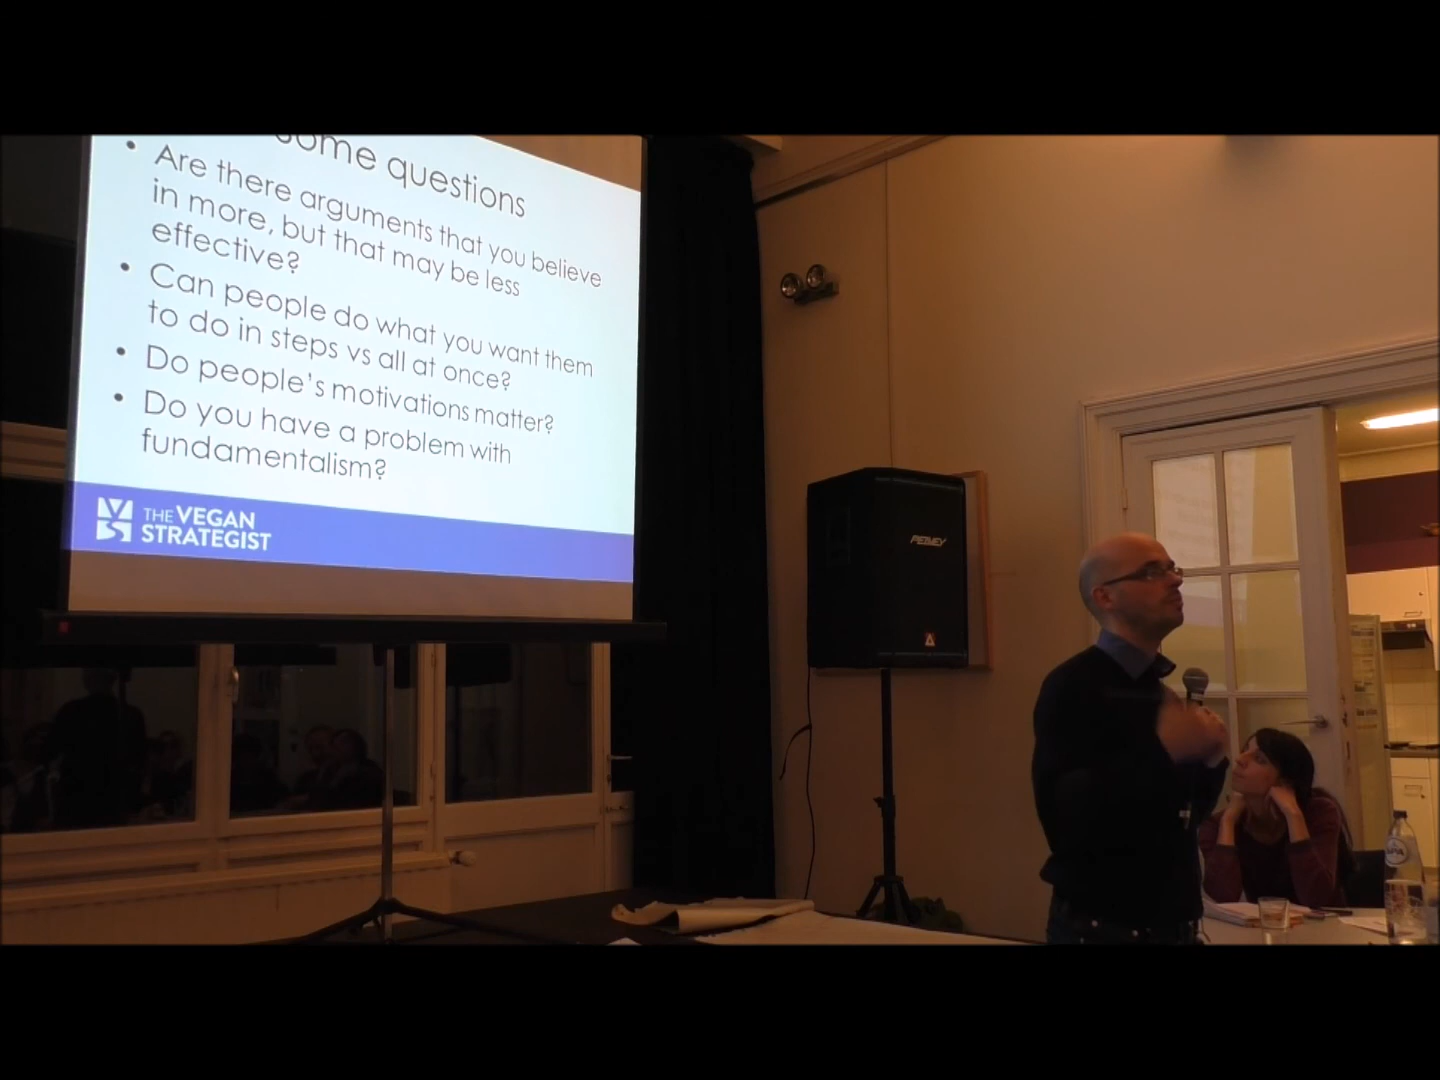 Some questions
• Are there arguments that you believe
in more, but that may be less
effective?
• Can people do what you want them
to do in steps vs all at once?
• Do people's motivations matter?
• Do you have a problem with
fundamentalism?
THE VEGAN
STRATEGIST
PEAVEY
SPA